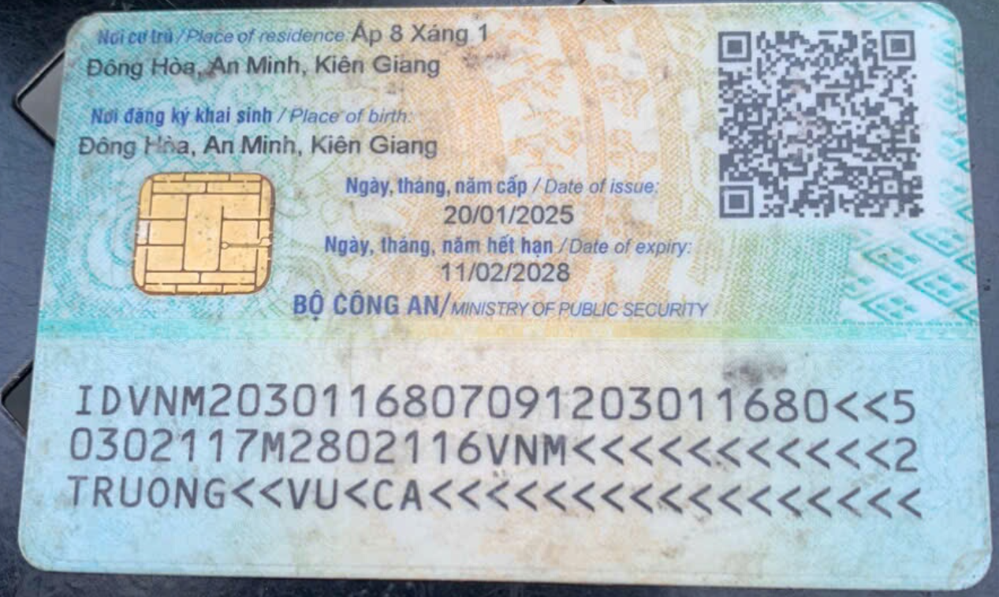 Nơi cư trú / Place of residence: Ấp 8 Xáng 1
Đông Hòa, An Minh, Kiên Giang
Nơi đăng ký khai sinh / Place of birth:
Đông Hòa, An Minh, Kiên Giang
Ngày, tháng, năm cấp / Date of issue:
20/01/2025
Ngày, tháng, năm hết hạn / Date of expiry:
11/02/2028
BỘ CÔNG AN/MINISTRY OF PUBLIC SECURITY
IDVNM2030116807091203011680<<5
0302117M2802116VNM<<<<<<<<<<<2
TRUONG<<VU<CA<<<<<<<<<<<<<<<<<